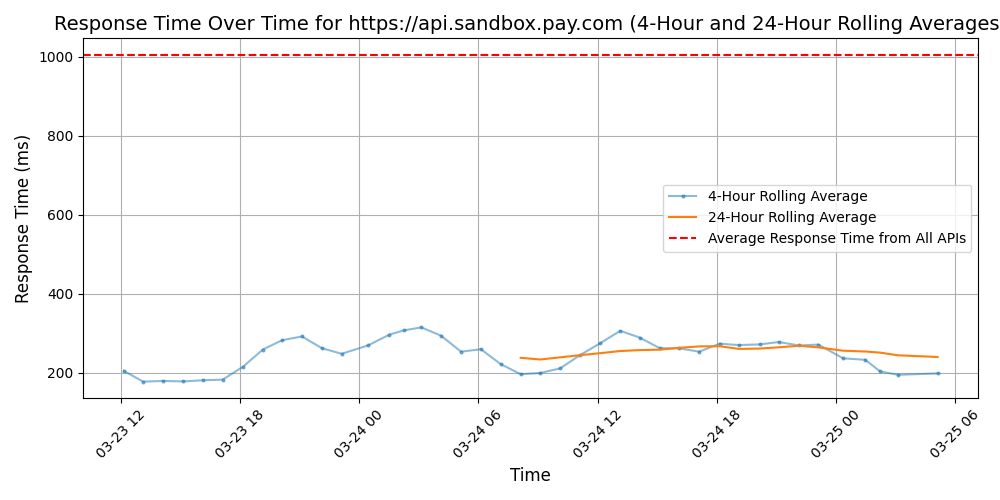 Response Time Over Time for https://api.sandbox.pay.com (4-Hour and 24-Hour Rolling Averages
Response Time (ms)
1000
800
600
400
200
4-Hour Rolling Average
24-Hour Rolling Average
Average Response Time from All APIs
03-23 12
03-23 18
03-24 00
03-24 06
03-24 12
03-24 18
03-25 00
03-25 06
Time